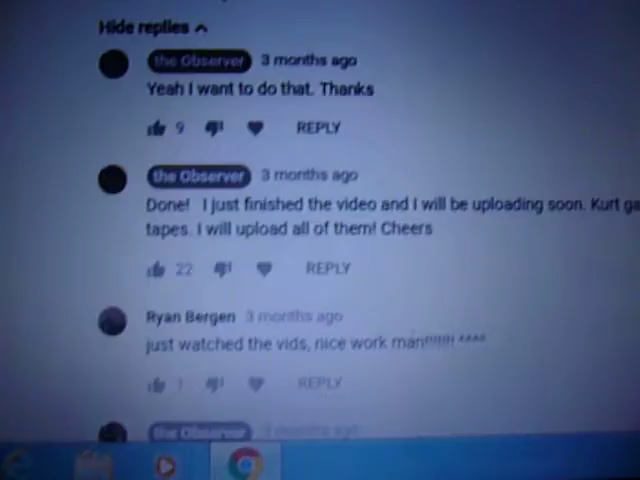 Hide replies
the Observer 3 months ago
Yeah I want to do that. Thanks
9 REPLY
the Observer 3 months ago
Done! I just finished the video and I will be uploading soon. Kurt ga
tapes. I will upload all of them! Cheers
22 REPLY
Ryan Bergen 3 months ago
just watched the vids, nice work man
1 REPLY
the Observer 3 months ago